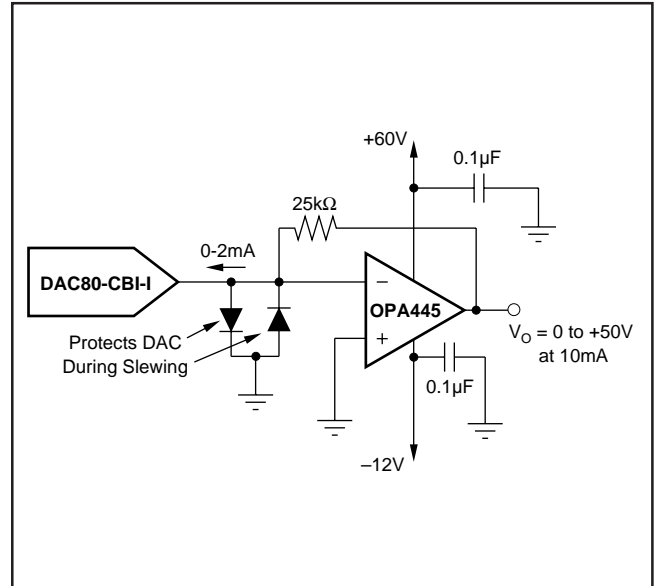 +60V
0.1µF
25kΩ
0-2mA
DAC80-CBI-I
–
OPA445
+
Protects DAC
During Slewing
V_O = 0 to +50V
at 10mA
0.1µF
–12V